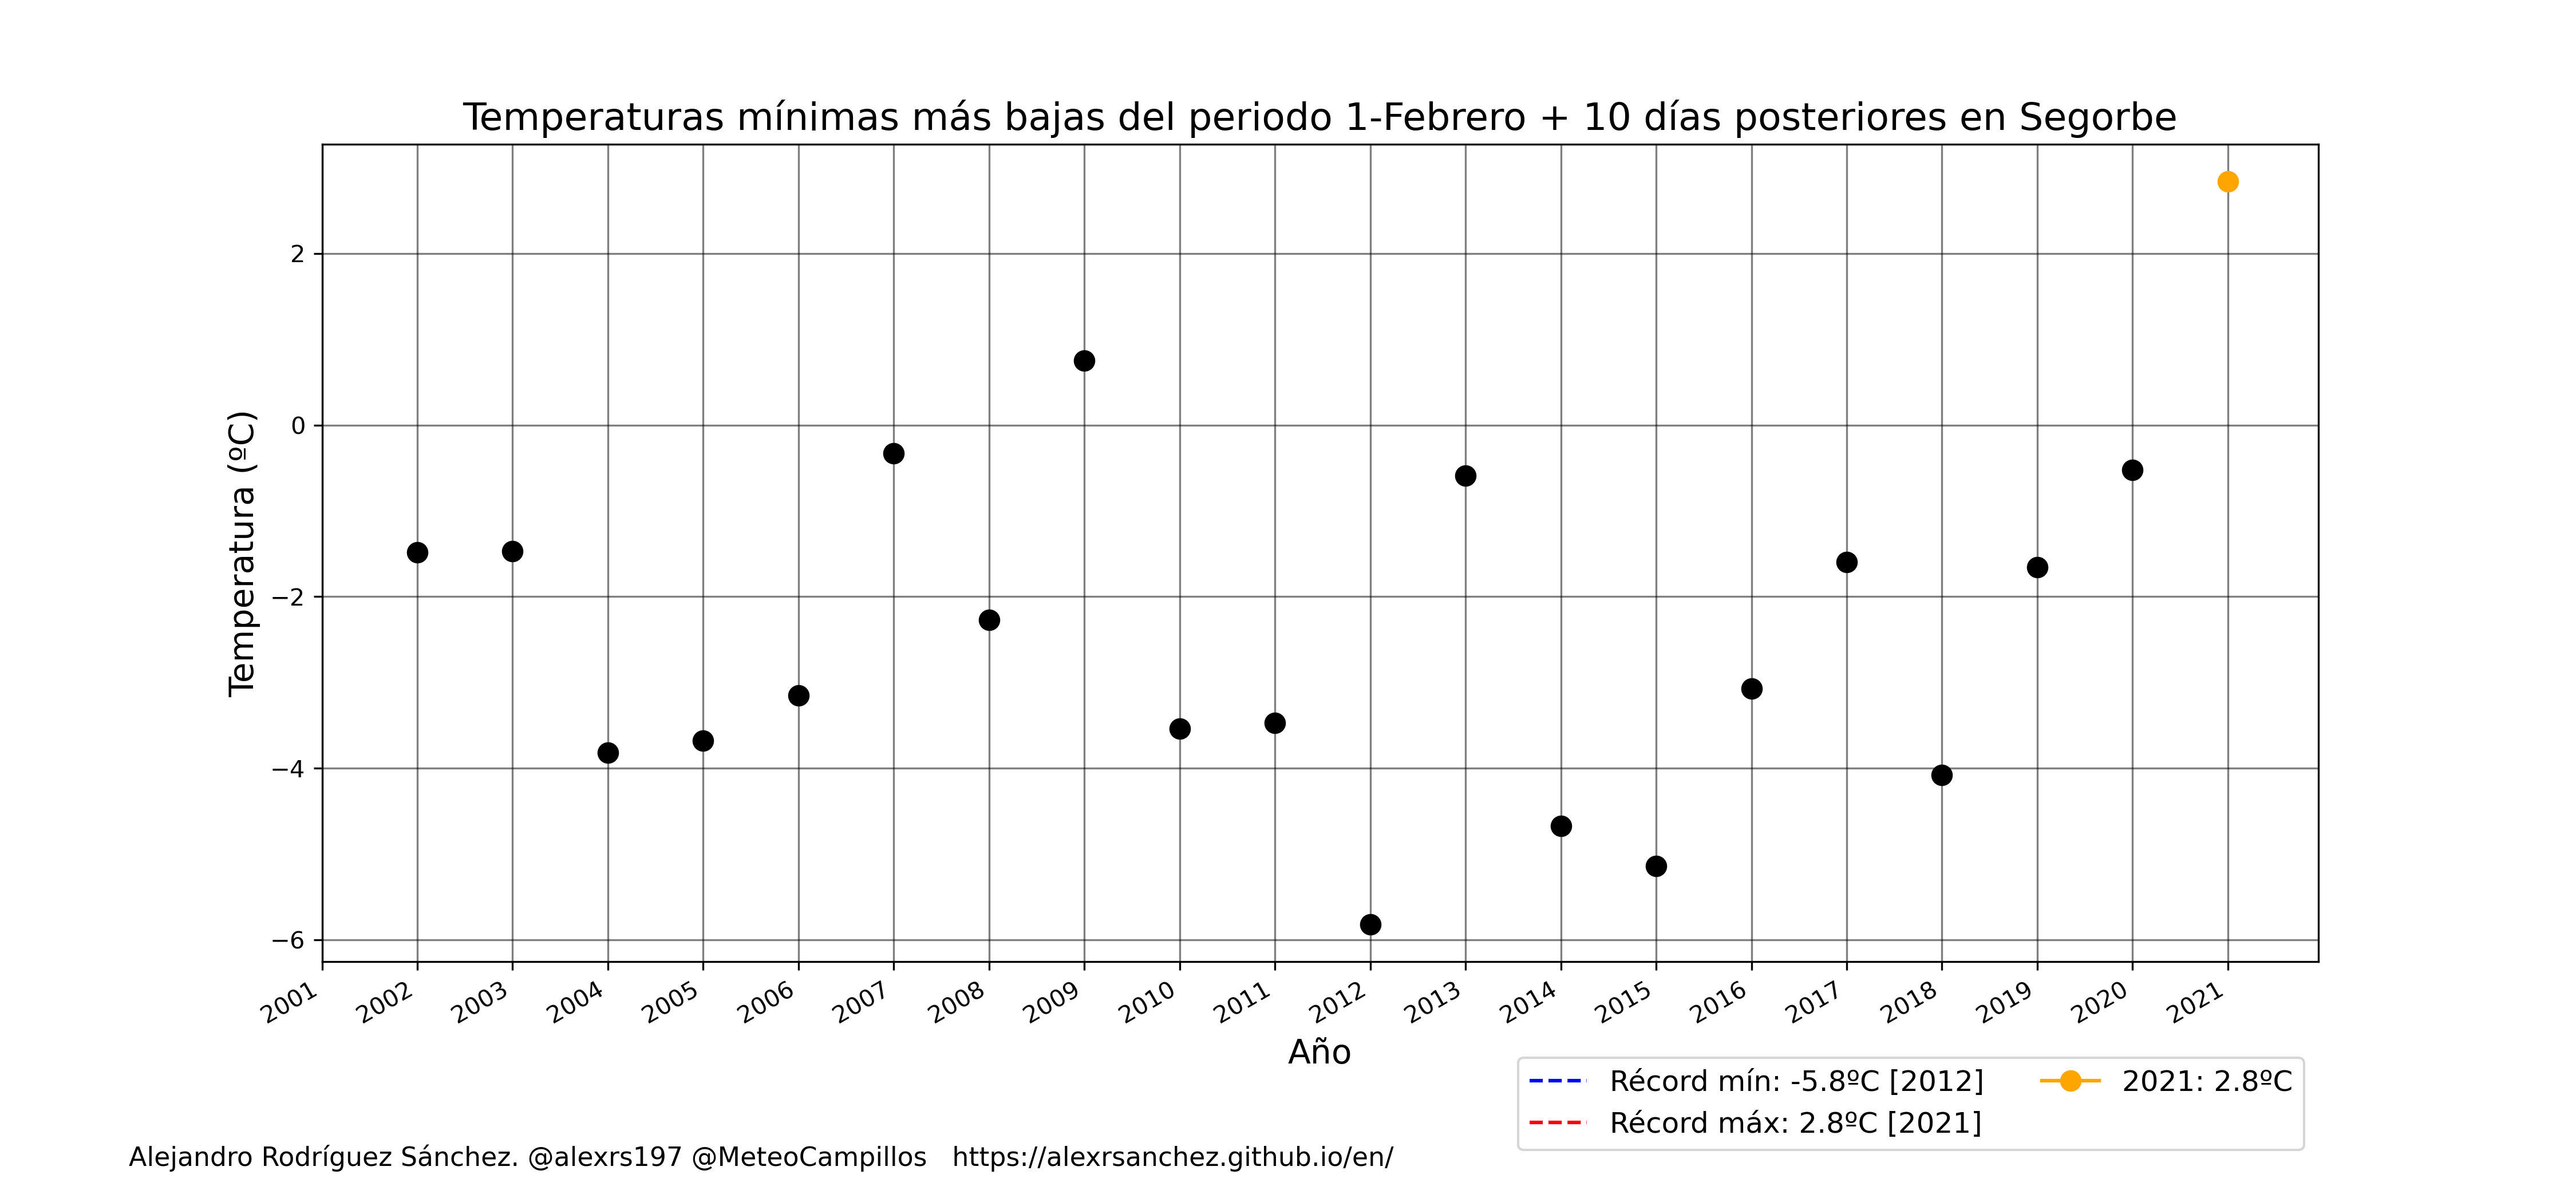 Temperaturas mínimas más bajas del periodo 1-Febrero + 10 días posteriores en Segorbe
Temperatura (ºC)
2
0
−2
−4
−6
2001 2002 2003 2004 2005 2006 2007 2008 2009 2010 2011 2012 2013 2014 2015 2016 2017 2018 2019 2020 2021
Año
Récord mín: -5.8ºC [2012]
Récord máx: 2.8ºC [2021]
2021: 2.8ºC
Alejandro Rodríguez Sánchez. @alexrs197 @MeteoCampillos https://alexrsanchez.github.io/en/